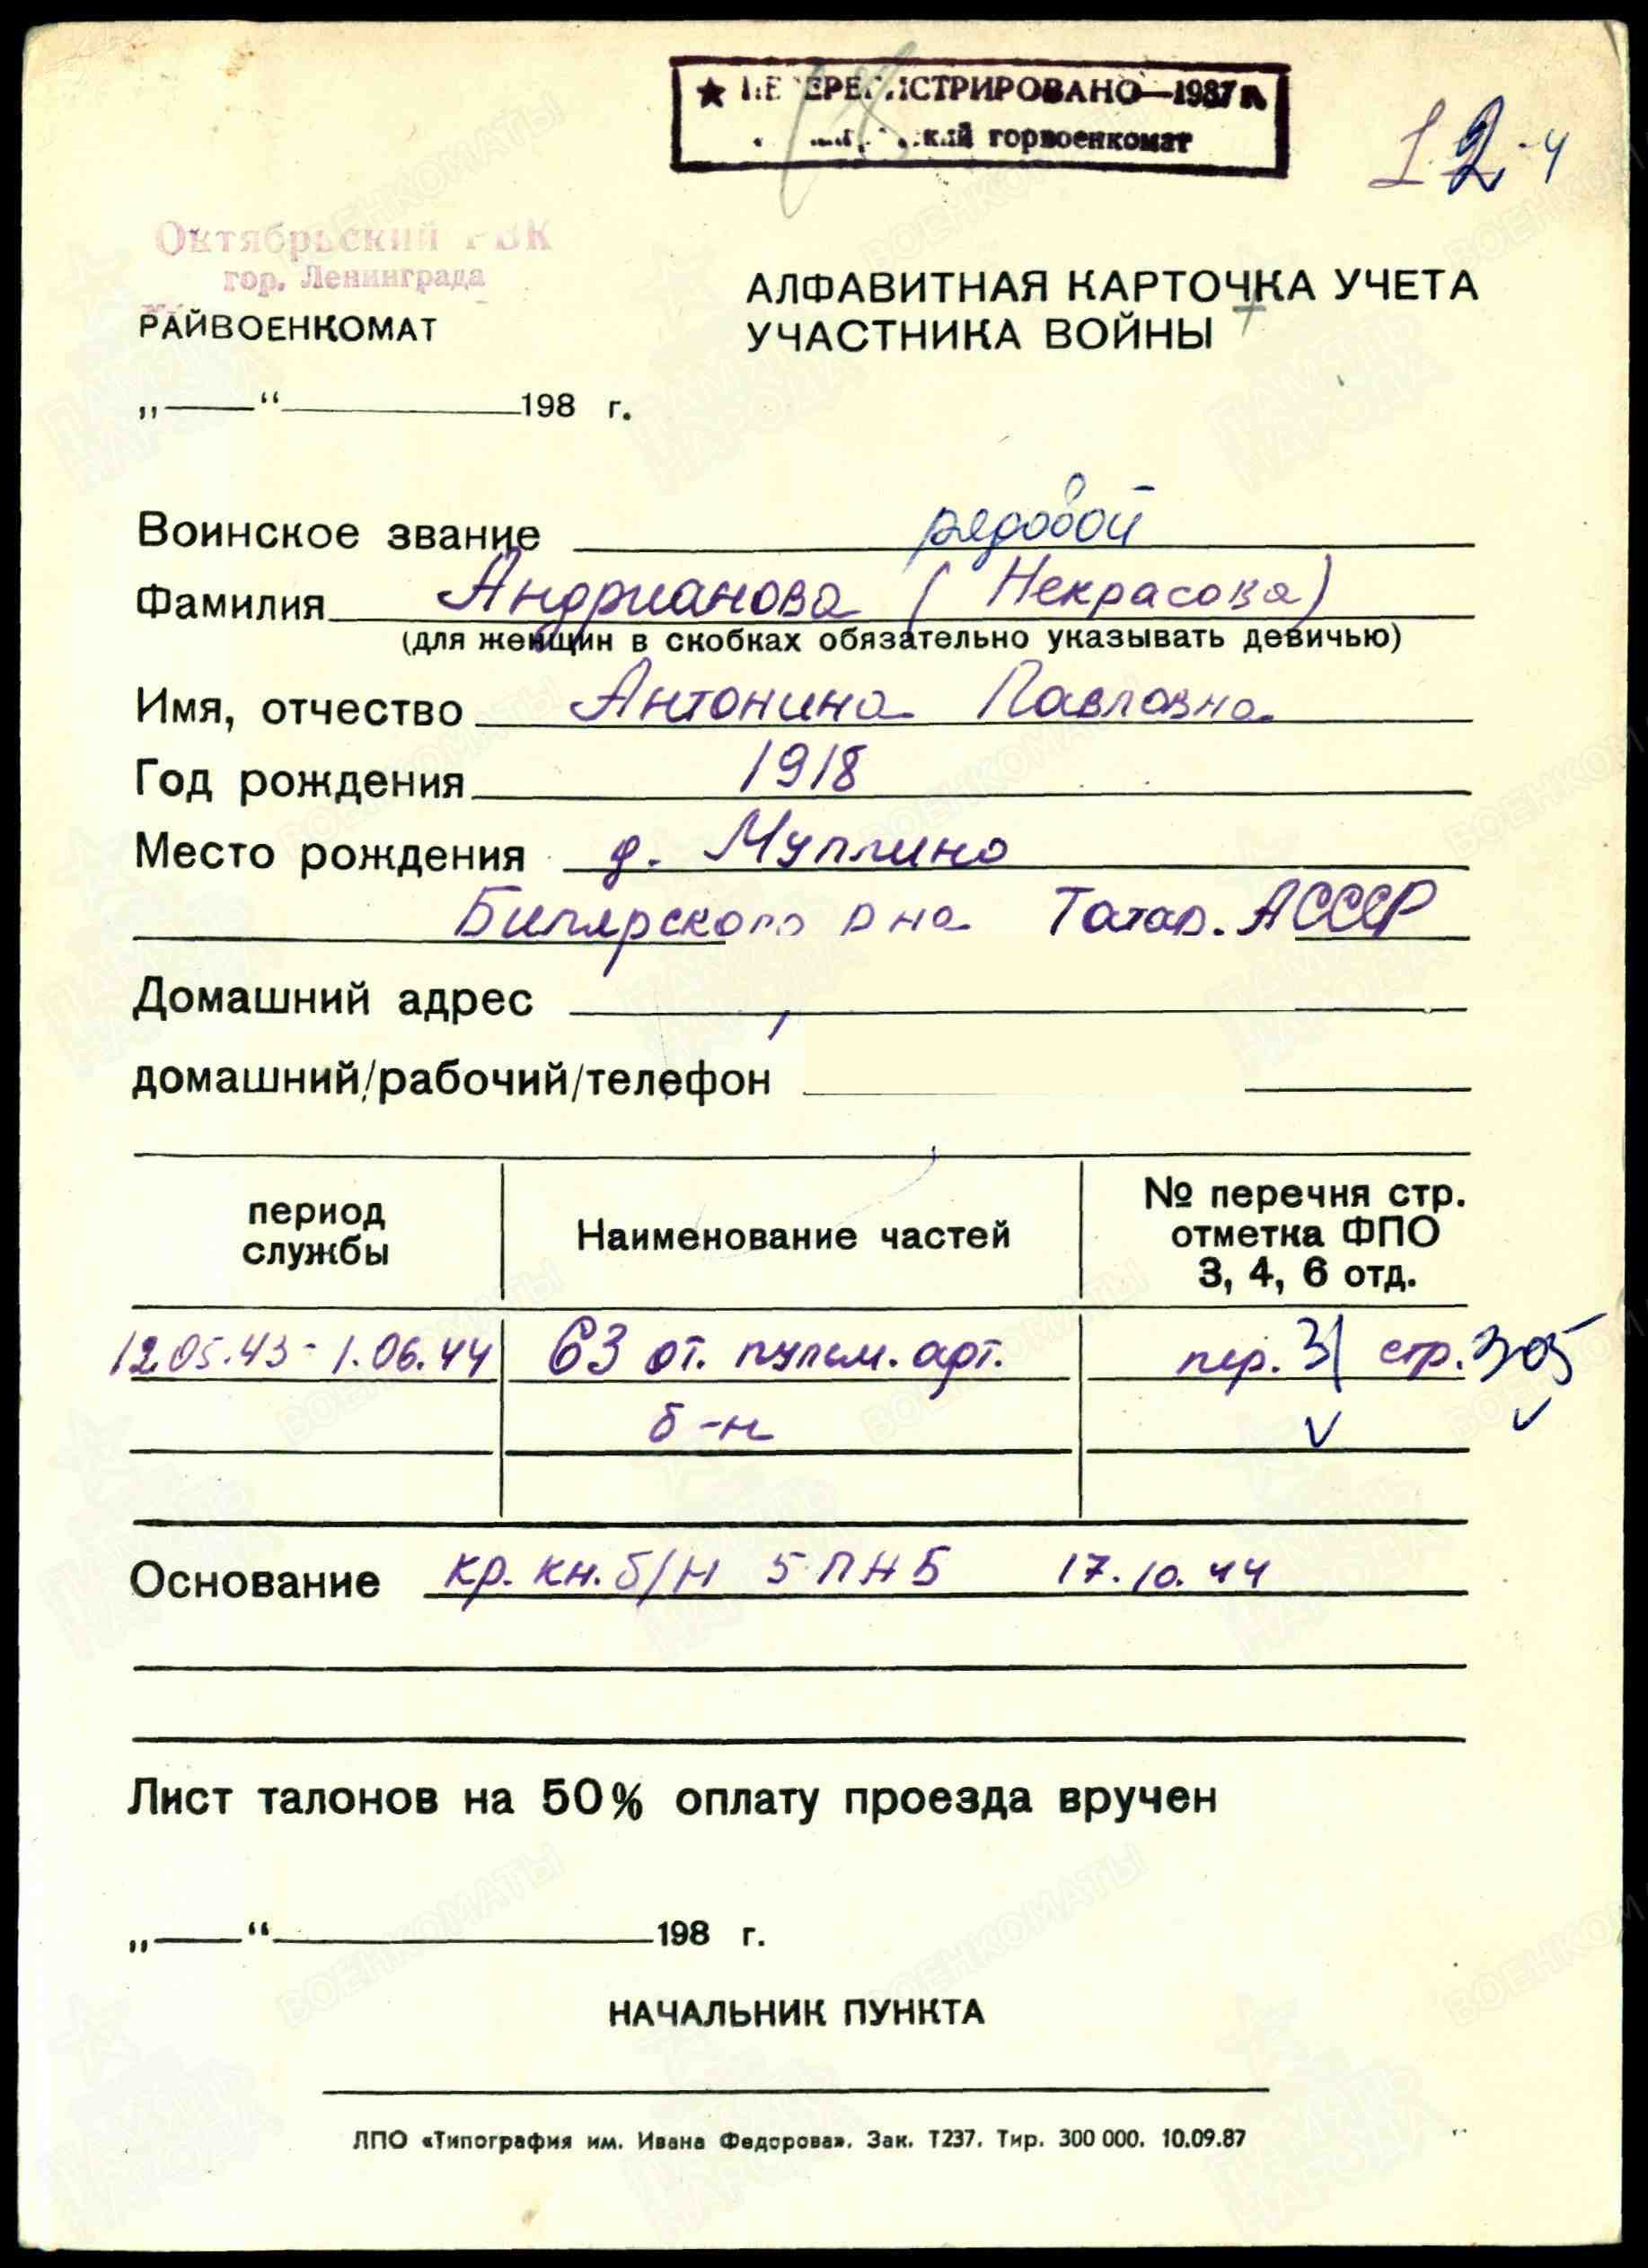 ПЕРЕРЕГИСТРИРОВАНО—1987 г.
горвоенкомат
12-4
Октябрьский РВК
гор. Ленинграда
РАЙВОЕНКОМАТ
АЛФАВИТНАЯ КАРТОЧКА УЧЕТА
УЧАСТНИКА ВОЙНЫ
„——“ 198 г.
Воинское звание рядовой
Фамилия Андрианова (Некрасова)
(для женщин в скобках обязательно указывать девичью)
Имя, отчество Антонина Павловна
Год рождения 1918
Место рождения д. Муплино
Билярского р на Татар. АССР
Домашний адрес
домашний/рабочий/телефон
период службы
Наименование частей
№ перечня стр. отметка ФПО 3, 4, 6 отд.
12.05.43 - 1.06.44 63 от. пульм. арт. пер. 31 стр. 305
б-н
Основание кр. кн. б/н 5 ПНБ 17.10.44
Лист талонов на 50% оплату проезда вручен
„——“ 198 г.
НАЧАЛЬНИК ПУНКТА
ЛПО «Типография им. Ивана Федорова». Зак. Т237. Тир. 300 000. 10.09.87
ВОЕНКОМАТЫ
ПАМЯТЬ НАРОДА